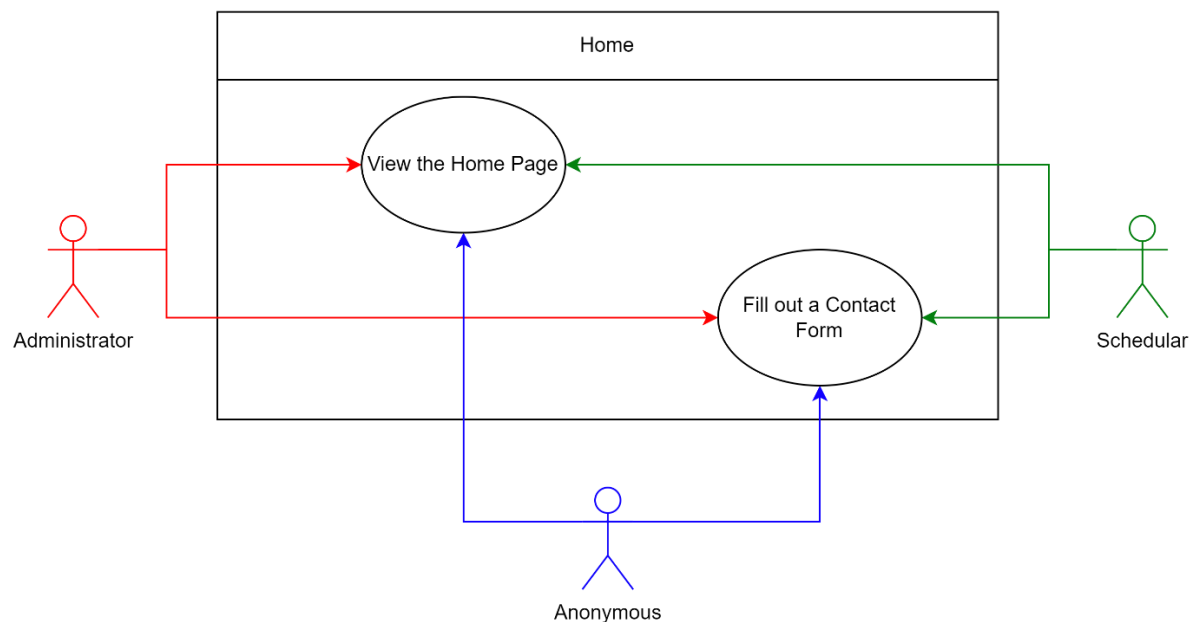 Home
View the Home Page
Fill out a Contact
Form
Administrator
Schedular
Anonymous